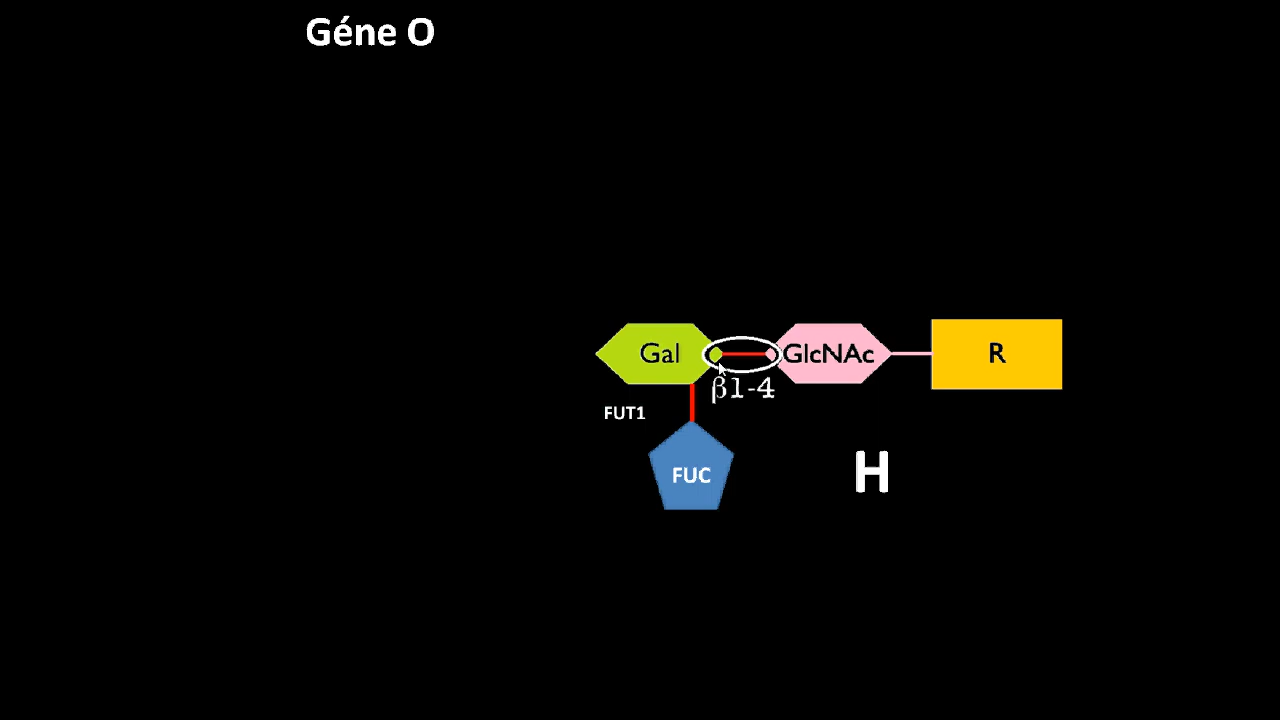 Géne O
Gal
GlcNAc
R
β1-4
FUT1
FUC
H